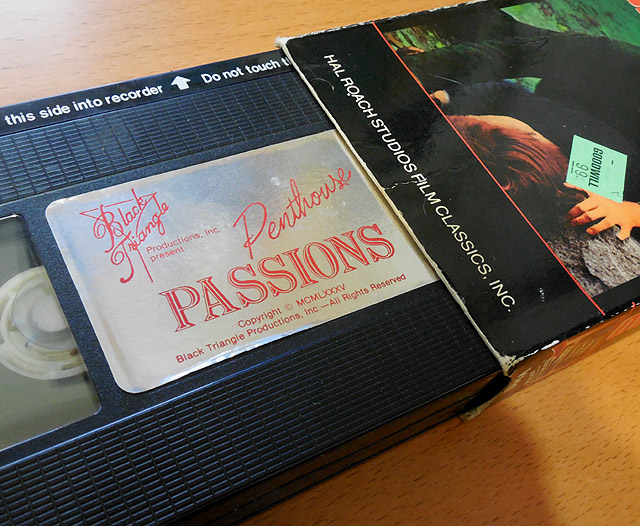 this side into recorder
Do not touch t
Black
Triangle
Productions, Inc.
present
Penthouse
PASSIONS
Copyright © MCMLXXXV
Black Triangle Productions, Inc.—All Rights Reserved
HAL ROACH STUDIOS FILM CLASSICS, INC.
GOODWILL
.99